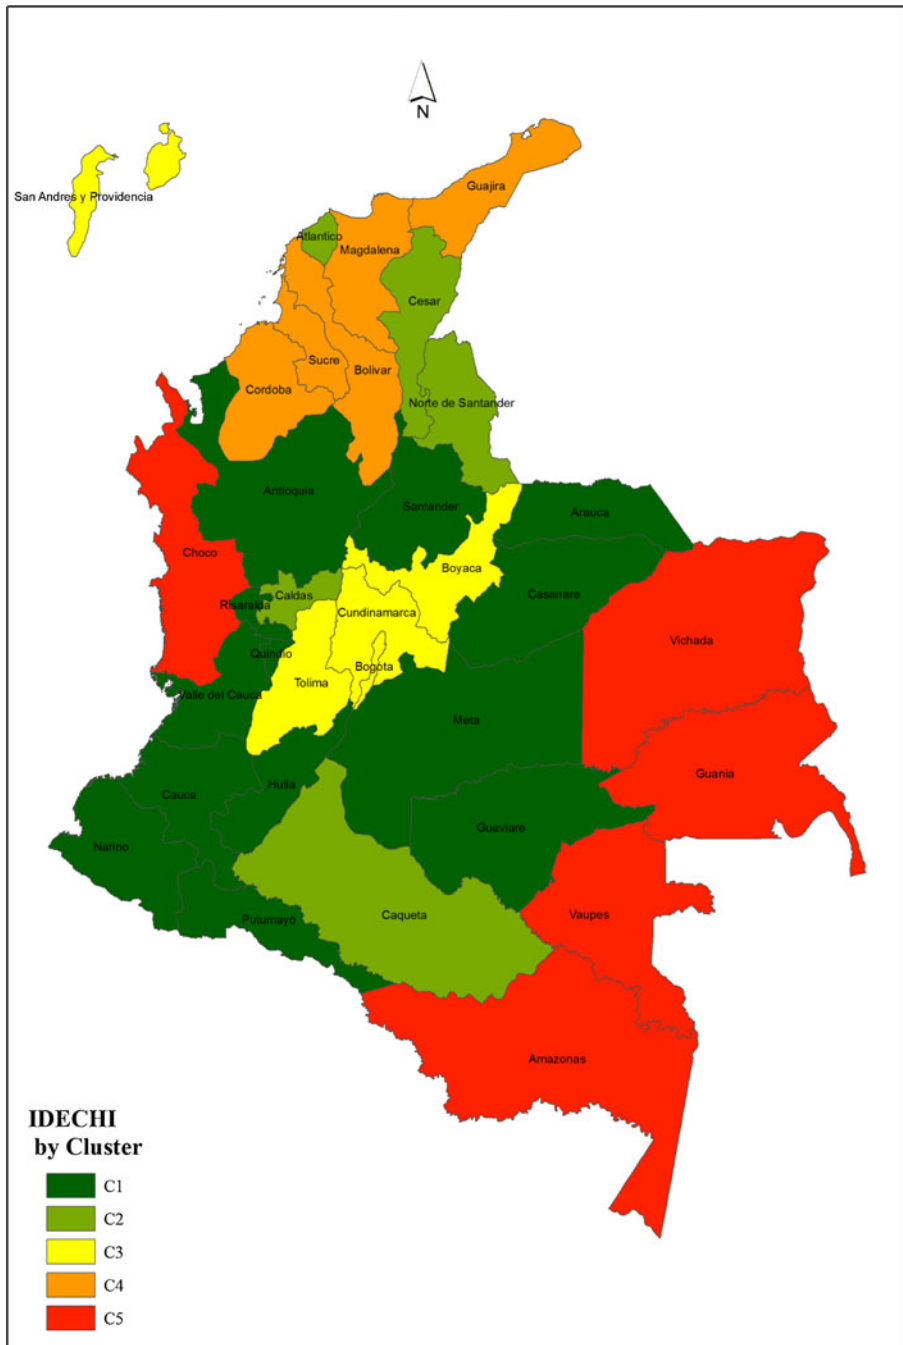 N
Guajira
San Andres y Providencia
Atlantico
Magdalena
Cesar
Sucre
Bolivar
Cordoba
Norte de Santander
Antioquia
Santander
Arauca
Choco
Boyaca
Casanare
Caldas
Risaralda
Cundinamarca
Vichada
Quindio
Bogota
Tolima
Valle del Cauca
Meta
Guania
Huila
Cauca
Guaviare
Narino
Caqueta
Vaupes
Putumayo
Amazonas
IDECHI
by Cluster
C1
C2
C3
C4
C5